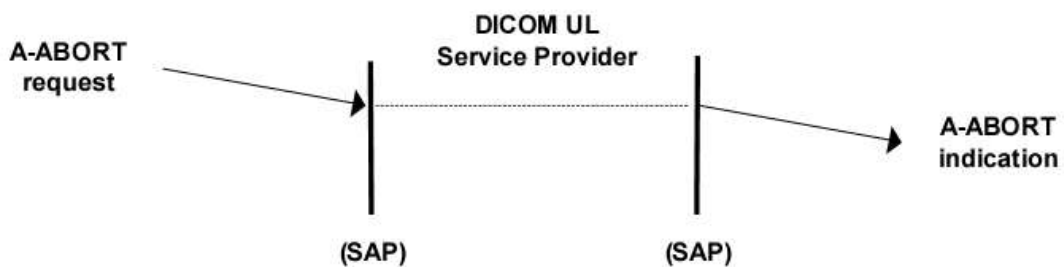 DICOM UL
Service Provider
A-ABORT
request
A-ABORT
indication
(SAP)
(SAP)